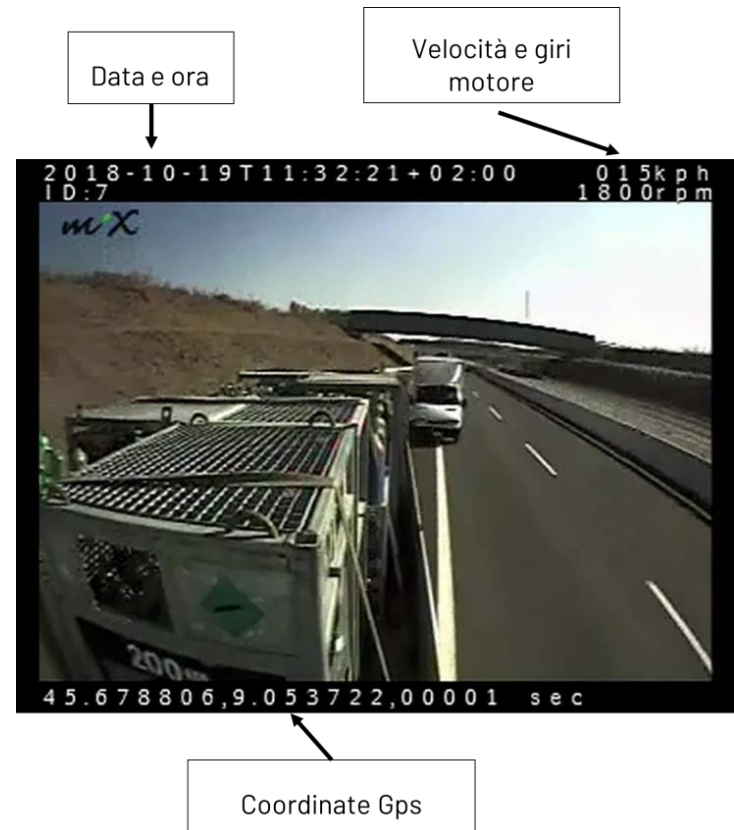 Data e ora
Velocità e giri
motore
2018-10-19T11:32:21+02:00 015kph
ID:7 1800rpm
mix
200
45.678806,9.053722,00001 sec
Coordinate Gps